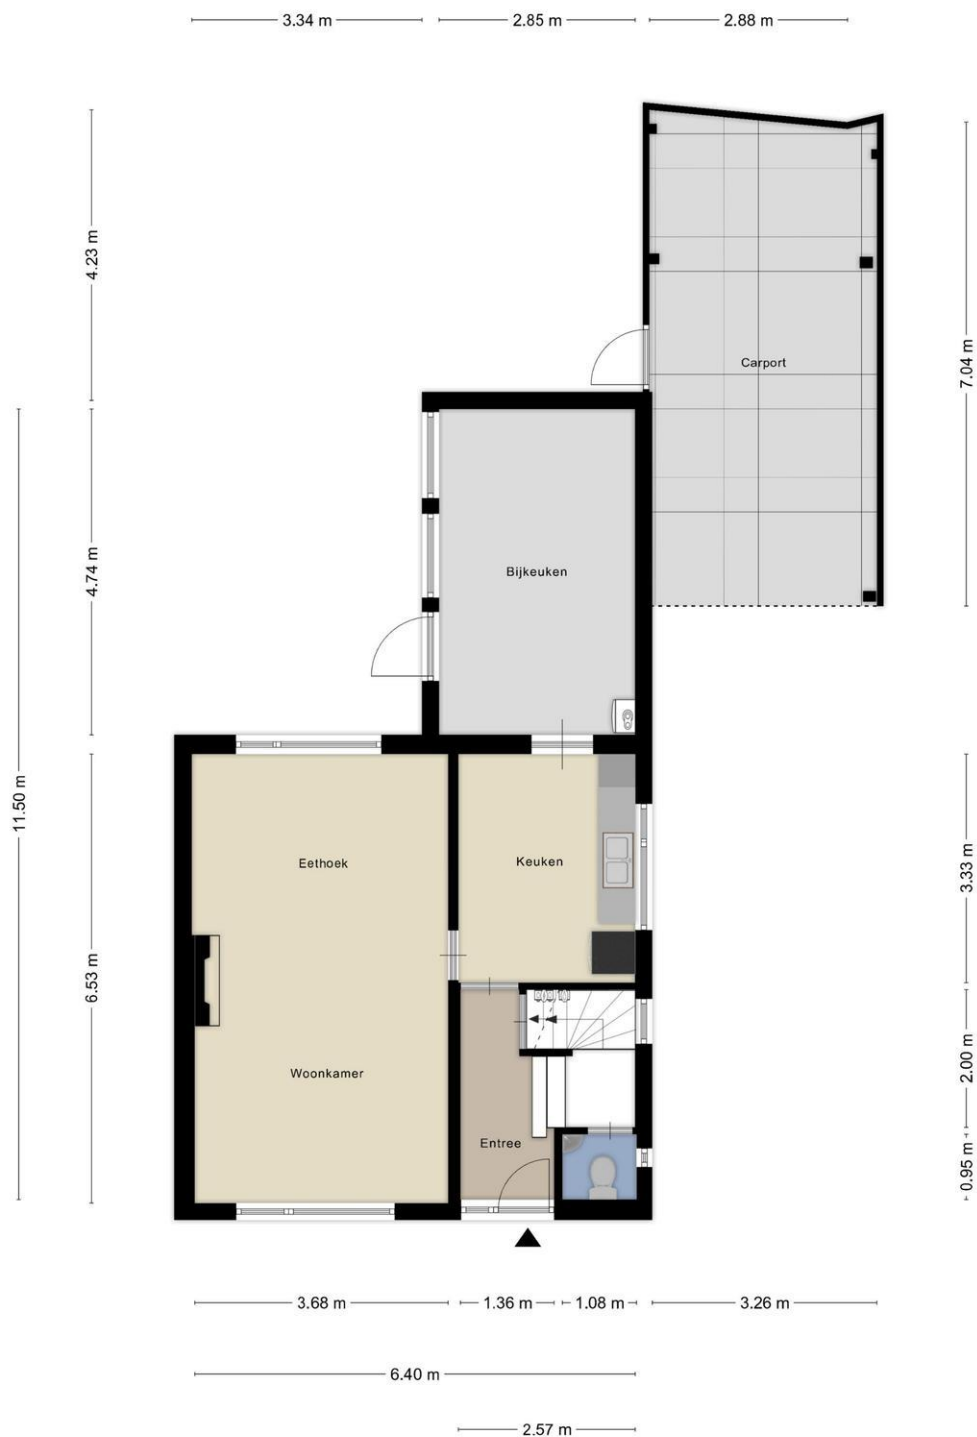 3.34 m 2.85 m 2.88 m
4.23 m
7.04 m
Carport
11.50 m
4.74 m
Bijkeuken
Eethoek
Keuken
3.33 m
6.53 m
Woonkamer
2.00 m
Entree
0.95 m
3.68 m 1.36 m 1.08 m 3.26 m
6.40 m
2.57 m